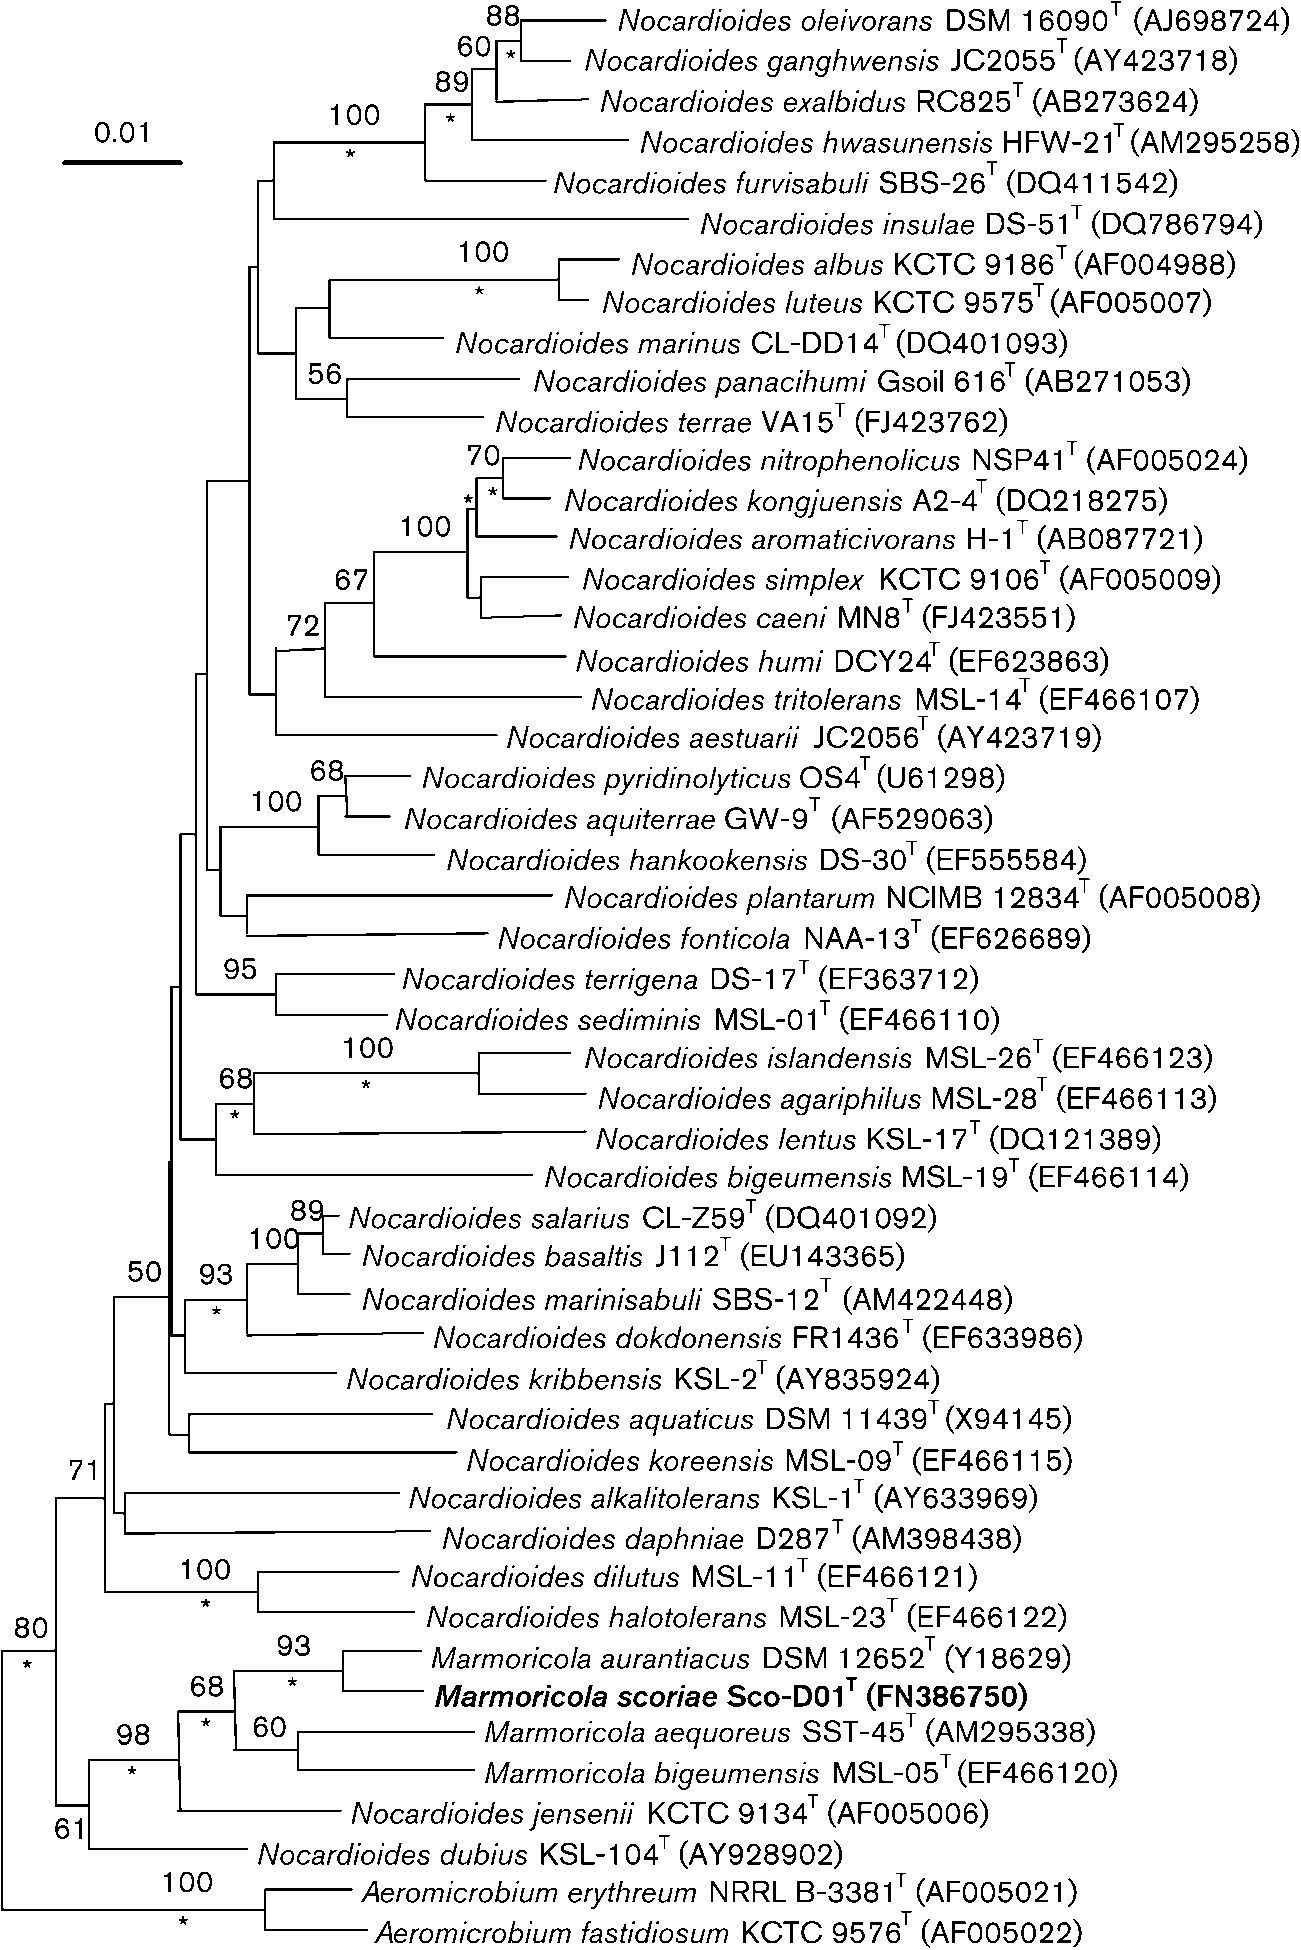 88
Nocardioides oleivorans DSM 16090T (AJ698724)
60
*
Nocardioides ganghwensis JC2055T (AY423718)
89
*
Nocardioides exalbidus RC825T (AB273624)
100
*
0.01
Nocardioides hwasunensis HFW-21T (AM295258)
Nocardioides furvisabuli SBS-26T (DQ411542)
Nocardioides insulae DS-51T (DQ786794)
100
*
Nocardioides albus KCTC 9186T (AF004988)
Nocardioides luteus KCTC 9575T (AF005007)
Nocardioides marinus CL-DD14T (DQ401093)
56
Nocardioides panacihumi Gsoil 616T (AB271053)
Nocardioides terrae VA15T (FJ423762)
70
*
Nocardioides nitrophenolicus NSP41T (AF005024)
*
Nocardioides kongjuensis A2-4T (DQ218275)
100
Nocardioides aromaticivorans H-1T (AB087721)
67
Nocardioides simplex KCTC 9106T (AF005009)
72
Nocardioides caeni MN8T (FJ423551)
Nocardioides humi DCY24T (EF623863)
Nocardioides tritolerans MSL-14T (EF466107)
Nocardioides aestuarii JC2056T (AY423719)
68
Nocardioides pyridinolyticus OS4T (U61298)
100
Nocardioides aquiterrae GW-9T (AF529063)
Nocardioides hankookensis DS-30T (EF555584)
Nocardioides plantarum NCIMB 12834T (AF005008)
Nocardioides fonticola NAA-13T (EF626689)
95
Nocardioides terrigena DS-17T (EF363712)
Nocardioides sediminis MSL-01T (EF466110)
100
*
Nocardioides islandensis MSL-26T (EF466123)
68
*
Nocardioides agariphilus MSL-28T (EF466113)
Nocardioides lentus KSL-17T (DQ121389)
Nocardioides bigeumensis MSL-19T (EF466114)
89
Nocardioides salarius CL-Z59T (DQ401092)
100
Nocardioides basaltis J112T (EU143365)
50
93
*
Nocardioides marinisabuli SBS-12T (AM422448)
Nocardioides dokdonensis FR1436T (EF633986)
Nocardioides kribbensis KSL-2T (AY835924)
Nocardioides aquaticus DSM 11439T (X94145)
Nocardioides koreensis MSL-09T (EF466115)
71
Nocardioides alkalitolerans KSL-1T (AY633969)
Nocardioides daphniae D287T (AM398438)
100
*
Nocardioides dilutus MSL-11T (EF466121)
Nocardioides halotolerans MSL-23T (EF466122)
80
*
93
*
Marmoricola aurantiacus DSM 12652T (Y18629)
68
*
Marmoricola scoriae Sco-D01T (FN386750)
98
*
60
Marmoricola aequoreus SST-45T (AM295338)
Marmoricola bigeumensis MSL-05T (EF466120)
Nocardioides jensenii KCTC 9134T (AF005006)
61
Nocardioides dubius KSL-104T (AY928902)
100
*
Aeromicrobium erythreum NRRL B-3381T (AF005021)
Aeromicrobium fastidiosum KCTC 9576T (AF005022)